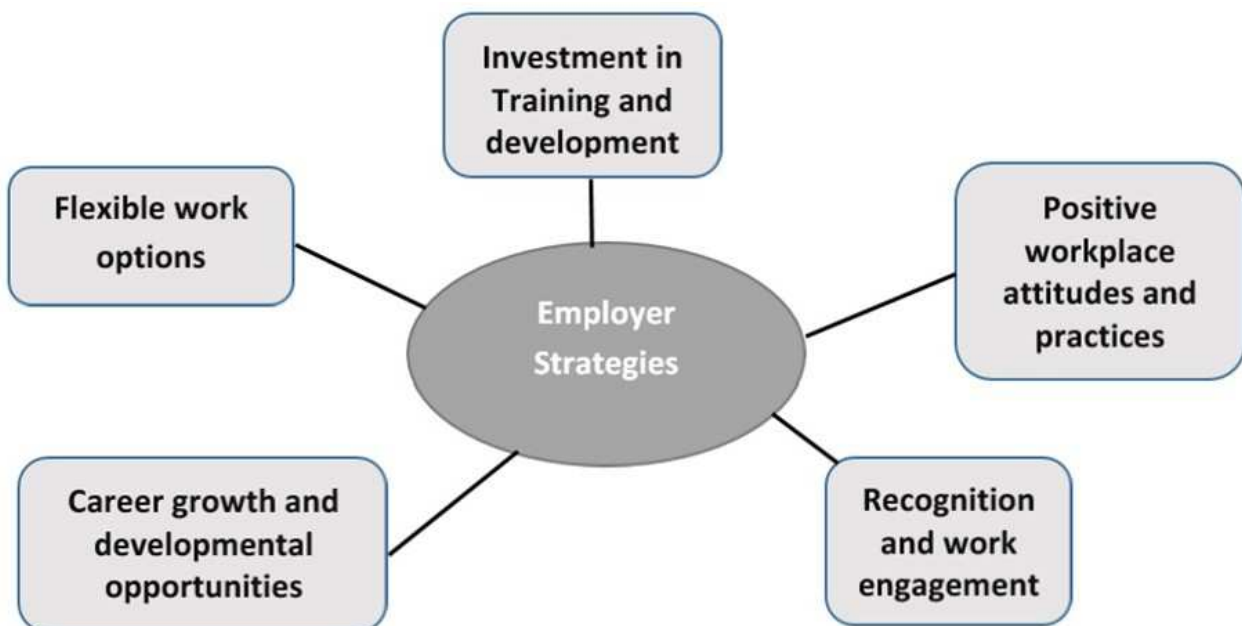 Investment in
Training and
development
Flexible work
options
Positive
workplace
attitudes and
practices
Employer
Strategies
Career growth and
developmental
opportunities
Recognition
and work
engagement